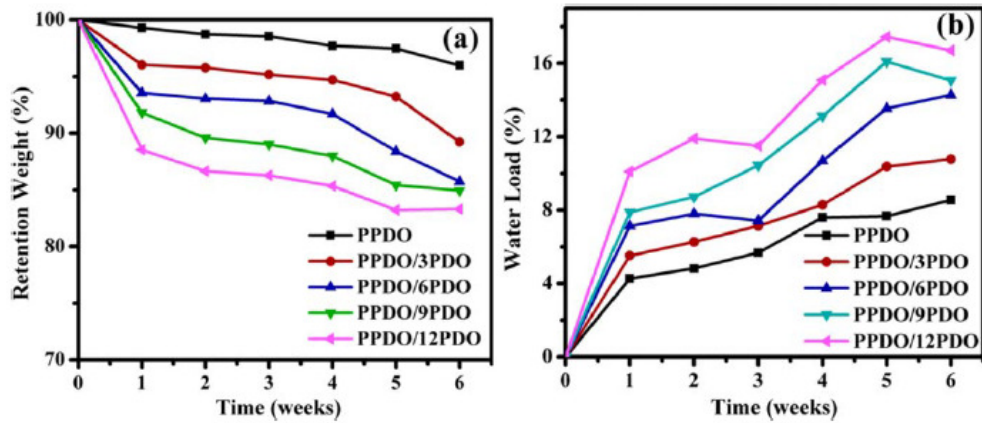 (a)
Retention Weight (%)
100
90
80
70
PPDO
PPDO/3PDO
PPDO/6PDO
PPDO/9PDO
PPDO/12PDO
0 1 2 3 4 5 6
Time (weeks)
(b)
Water Load (%)
16
12
8
4
0
PPDO
PPDO/3PDO
PPDO/6PDO
PPDO/9PDO
PPDO/12PDO
0 1 2 3 4 5 6
Time (weeks)